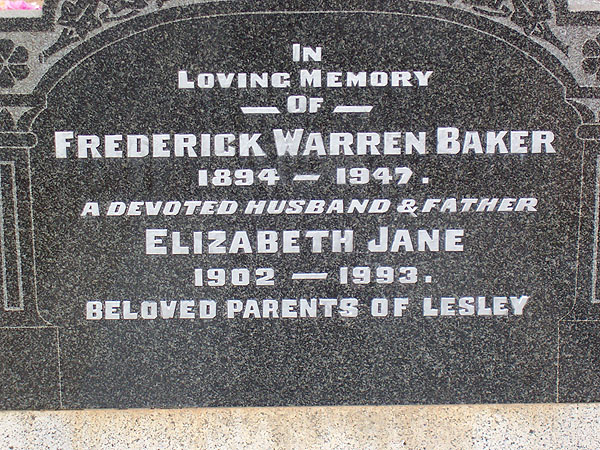 IN
LOVING MEMORY
— OF —
FREDERICK WARREN BAKER
1894 — 1947.
A DEVOTED HUSBAND & FATHER
ELIZABETH JANE
1902 — 1993.
BELOVED PARENTS OF LESLEY